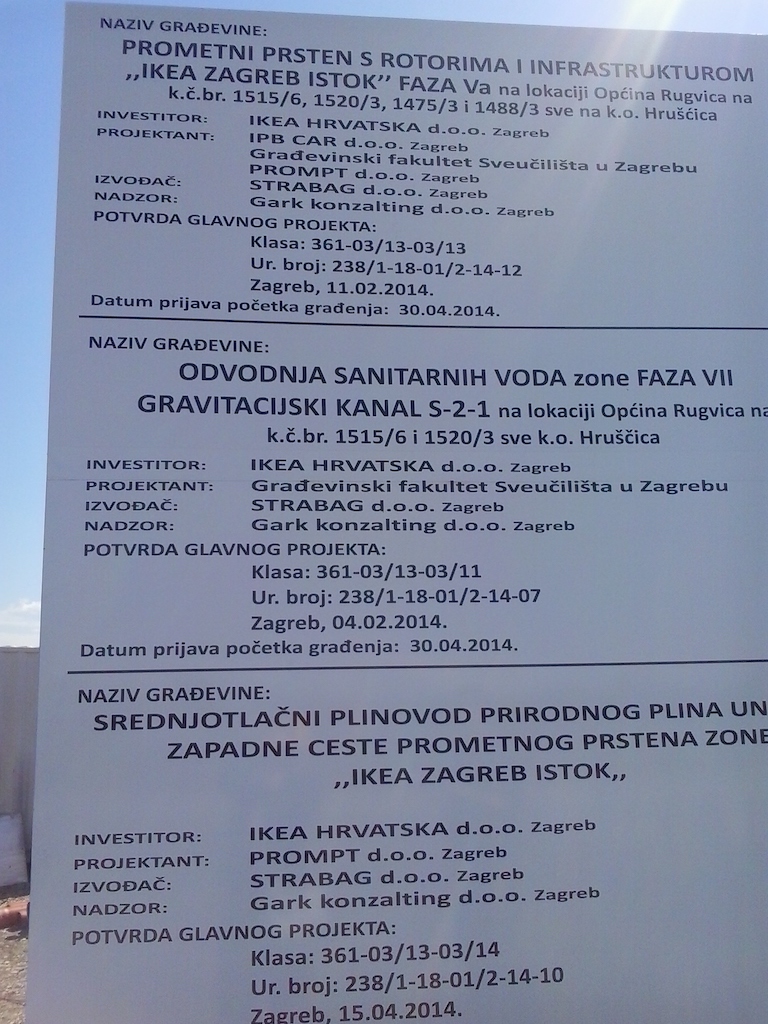 NAZIV GRAĐEVINE:
PROMETNI PRSTEN S ROTORIMA I INFRASTRUKTUROM
,,IKEA ZAGREB ISTOK'' FAZA Va na lokaciji Općina Rugvica na
k.č.br. 1515/6, 1520/3, 1475/3 i 1488/3 sve na k.o. Hrušćica
INVESTITOR: IKEA HRVATSKA d.o.o. Zagreb
PROJEKTANT: IPB CAR d.o.o. Zagreb
Građevinski fakultet Sveučilišta u Zagrebu
PROMPT d.o.o. Zagreb
IZVOĐAČ: STRABAG d.o.o. Zagreb
NADZOR: Gark konzalting d.o.o. Zagreb
POTVRDA GLAVNOG PROJEKTA:
Klasa: 361-03/13-03/13
Ur. broj: 238/1-18-01/2-14-12
Zagreb, 11.02.2014.
Datum prijava početka građenja: 30.04.2014.
NAZIV GRAĐEVINE:
ODVODNJA SANITARNIH VODA zone FAZA VII
GRAVITACIJSKI KANAL S-2-1 na lokaciji Općina Rugvica na
k.č.br. 1515/6 i 1520/3 sve k.o. Hruščica
INVESTITOR: IKEA HRVATSKA d.o.o. Zagreb
PROJEKTANT: Građevinski fakultet Sveučilišta u Zagrebu
IZVOĐAČ: STRABAG d.o.o. Zagreb
NADZOR: Gark konzalting d.o.o. Zagreb
POTVRDA GLAVNOG PROJEKTA:
Klasa: 361-03/13-03/11
Ur. broj: 238/1-18-01/2-14-07
Zagreb, 04.02.2014.
Datum prijava početka građenja: 30.04.2014.
NAZIV GRAĐEVINE:
SREDNJOTLAČNI PLINOVOD PRIRODNOG PLINA UN
ZAPADNE CESTE PROMETNOG PRSTENA ZONE
,,IKEA ZAGREB ISTOK,,
INVESTITOR: IKEA HRVATSKA d.o.o. Zagreb
PROJEKTANT: PROMPT d.o.o. Zagreb
IZVOĐAČ: STRABAG d.o.o. Zagreb
NADZOR: Gark konzalting d.o.o. Zagreb
POTVRDA GLAVNOG PROJEKTA:
Klasa: 361-03/13-03/14
Ur. broj: 238/1-18-01/2-14-10
Zagreb, 15.04.2014.